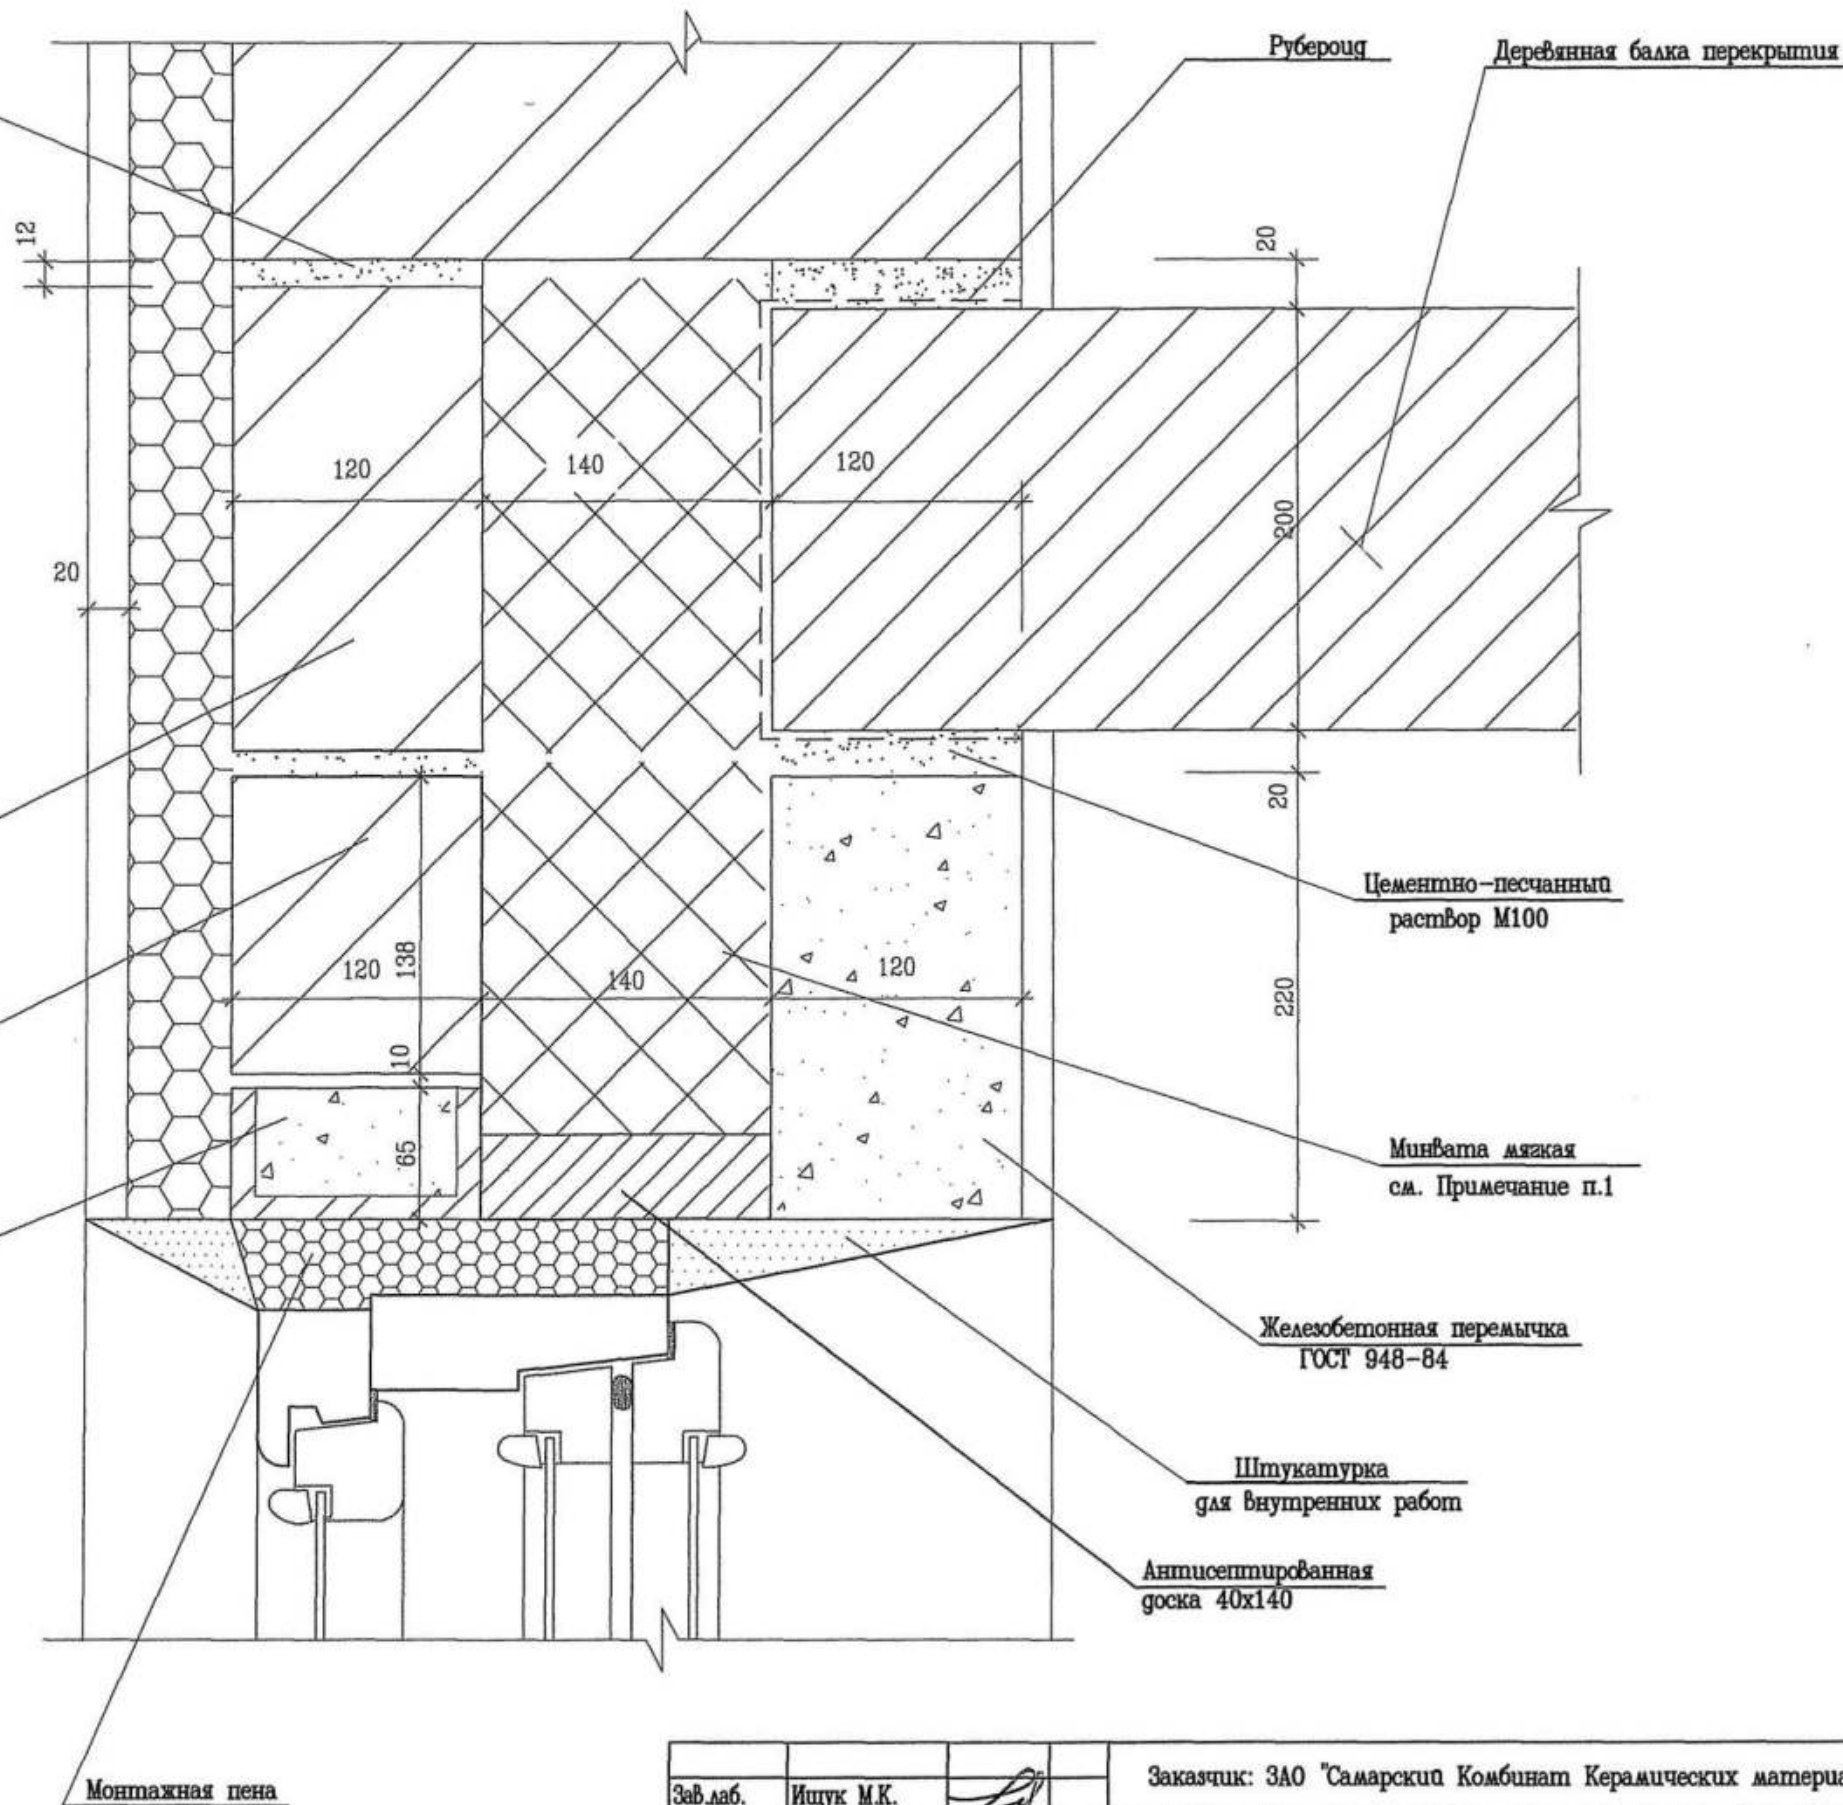 Рубероид
Деревянная балка перекрытия
12
20
120
140
120
200
20
20
120
138
140
120
10
65
220
Цементно-песчанный
раствор М100
Минвата мягкая
см. Примечание п.1
Железобетонная перемычка
ГОСТ 948-84
Штукатурка
для внутренних работ
Антисептированная
доска 40х140
Монтажная пена
Зав.лаб.
Ищук М.К.
Заказчик: ЗАО "Самарский Комбинат Керамических